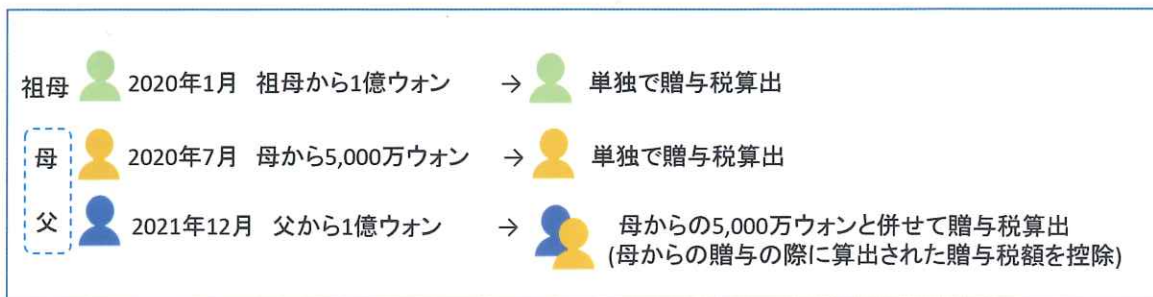 祖母 2020年1月 祖母から1億ウォン → 単独で贈与税算出
母 2020年7月 母から5,000万ウォン → 単独で贈与税算出
父 2021年12月 父から1億ウォン → 母からの5,000万ウォンと併せて贈与税算出
(母からの贈与の際に算出された贈与税額を控除)